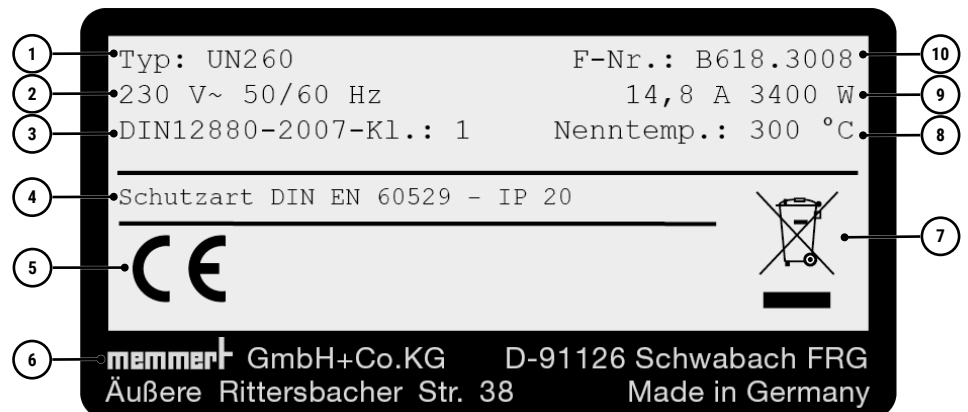 1 Typ: UN260 F-Nr.: B618.3008 10
2 230 V~ 50/60 Hz 14,8 A 3400 W 9
3 DIN12880-2007-Kl.: 1 Nenntemp.: 300 °C 8
4 Schutzart DIN EN 60529 – IP 20
7
5 CE
6 memmert GmbH+Co.KG D-91126 Schwabach FRG
Äußere Rittersbacher Str. 38 Made in Germany